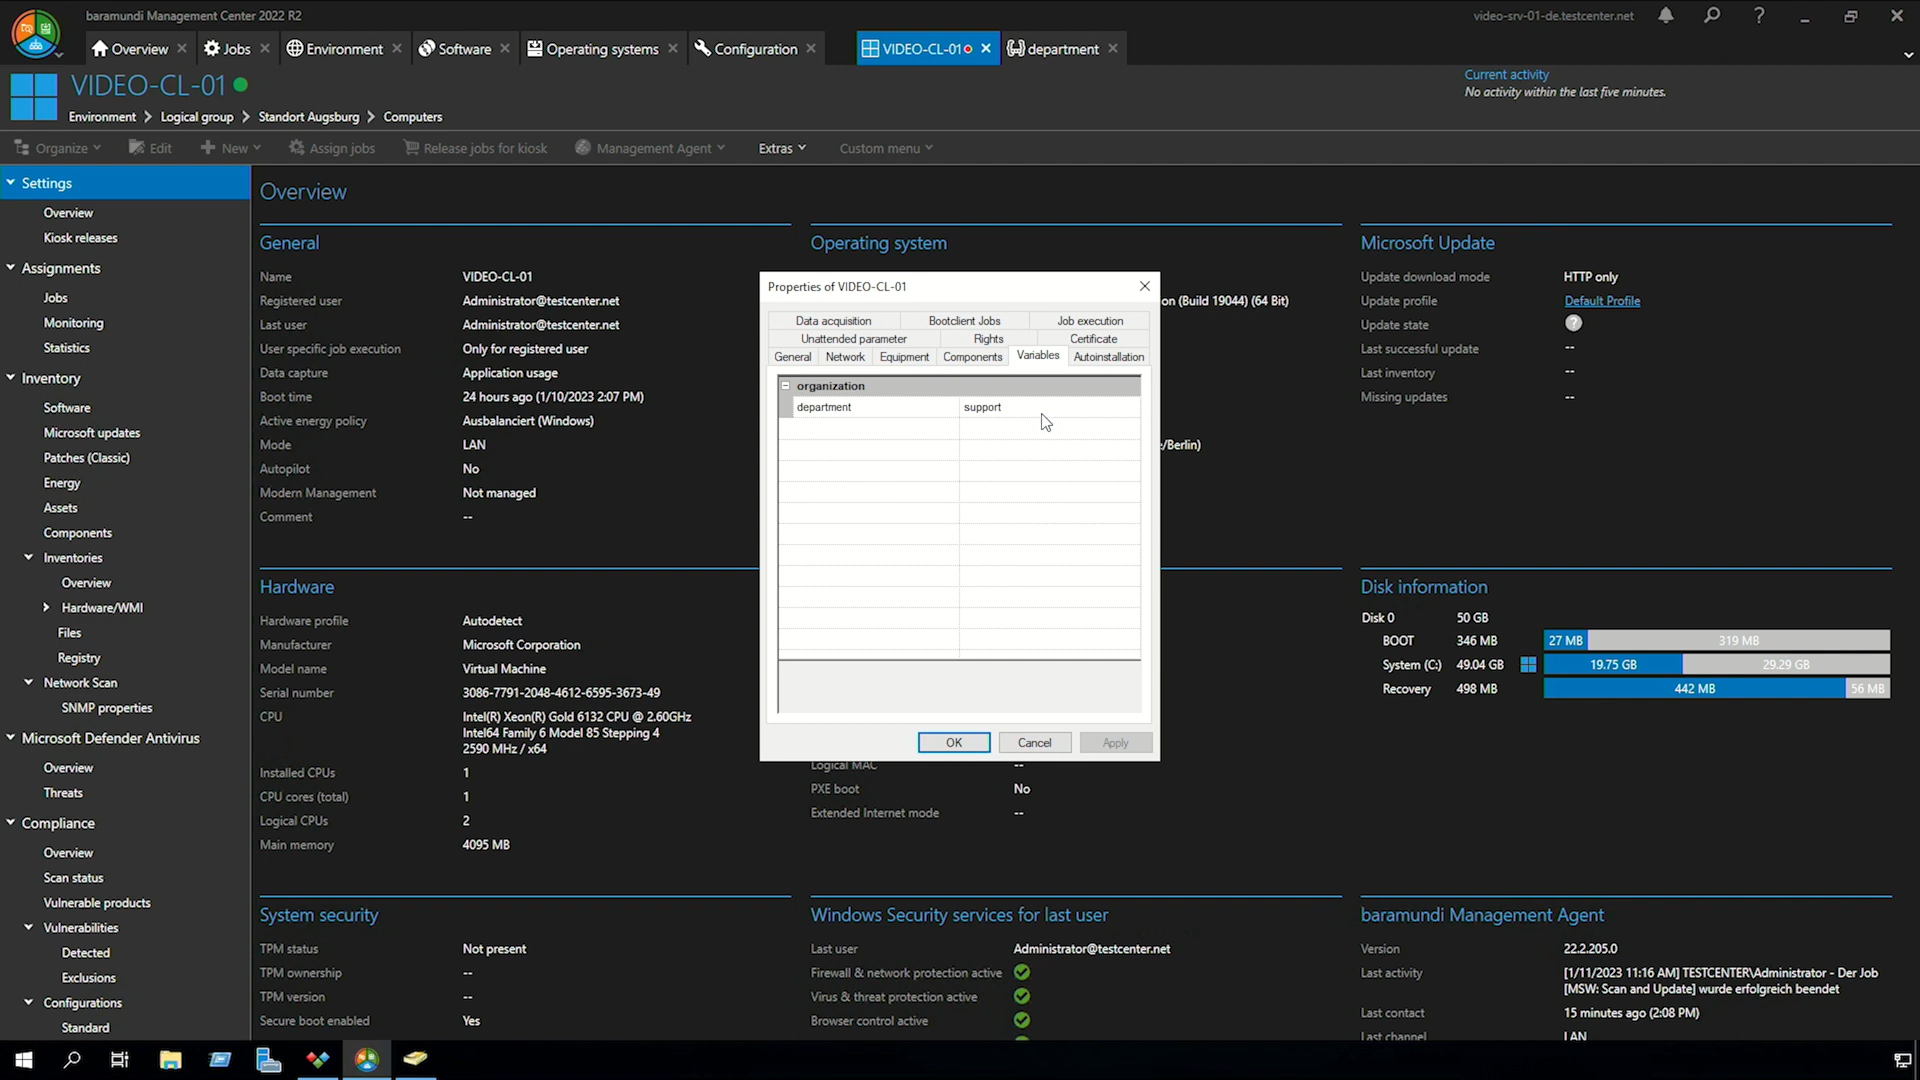 baramundi Management Center 2022 R2
video-srv-01-de.testcenter.net
Overview
Jobs
Environment
Software
Operating systems
Configuration
VIDEO-CL-01
department
VIDEO-CL-01
Current activity
No activity within the last five minutes.
Environment > Logical group > Standort Augsburg > Computers
Organize
Edit
New
Assign jobs
Release jobs for kiosk
Management Agent
Extras
Custom menu
Settings
Overview
Kiosk releases
Assignments
Jobs
Monitoring
Statistics
Inventory
Software
Microsoft updates
Patches (Classic)
Energy
Assets
Components
Inventories
Overview
Hardware/WMI
Files
Registry
Network Scan
SNMP properties
Microsoft Defender Antivirus
Overview
Threats
Compliance
Overview
Scan status
Vulnerable products
Vulnerabilities
Detected
Exclusions
Configurations
Standard
Overview
General
Name VIDEO-CL-01
Registered user Administrator@testcenter.net
Last user Administrator@testcenter.net
User specific job execution Only for registered user
Data capture Application usage
Boot time 24 hours ago (1/10/2023 2:07 PM)
Active energy policy Ausbalanciert (Windows)
Mode LAN
Autopilot No
Modern Management Not managed
Comment --
Hardware
Hardware profile Autodetect
Manufacturer Microsoft Corporation
Model name Virtual Machine
Serial number 3086-7791-2048-4612-6595-3673-49
CPU Intel(R) Xeon(R) Gold 6132 CPU @ 2.60GHz
Intel64 Family 6 Model 85 Stepping 4
2590 MHz / x64
Installed CPUs 1
CPU cores (total) 1
Logical CPUs 2
Main memory 4095 MB
System security
TPM status Not present
TPM ownership --
TPM version --
Secure boot enabled Yes
Operating system
on (Build 19044) (64 Bit)
/Berlin)
Properties of VIDEO-CL-01
Data acquisition Bootclient Jobs Job execution
Unattended parameter Rights Certificate
General Network Equipment Components Variables Autoinstallation
organization
department support
OK Cancel Apply
Logical MAC --
PXE boot No
Extended Internet mode --
Windows Security services for last user
Last user Administrator@testcenter.net
Firewall & network protection active
Virus & threat protection active
Browser control active
Microsoft Update
Update download mode HTTP only
Update profile Default Profile
Update state ?
Last successful update --
Last inventory --
Missing updates --
Disk information
Disk 0 50 GB
BOOT 346 MB 27 MB 319 MB
System (C:) 49.04 GB 19.75 GB 29.29 GB
Recovery 498 MB 442 MB 56 MB
baramundi Management Agent
Version 22.2.205.0
Last activity [1/11/2023 11:16 AM] TESTCENTER\Administrator - Der Job
[MSW: Scan and Update] wurde erfolgreich beendet
Last contact 15 minutes ago (2:08 PM)
Last channel LAN